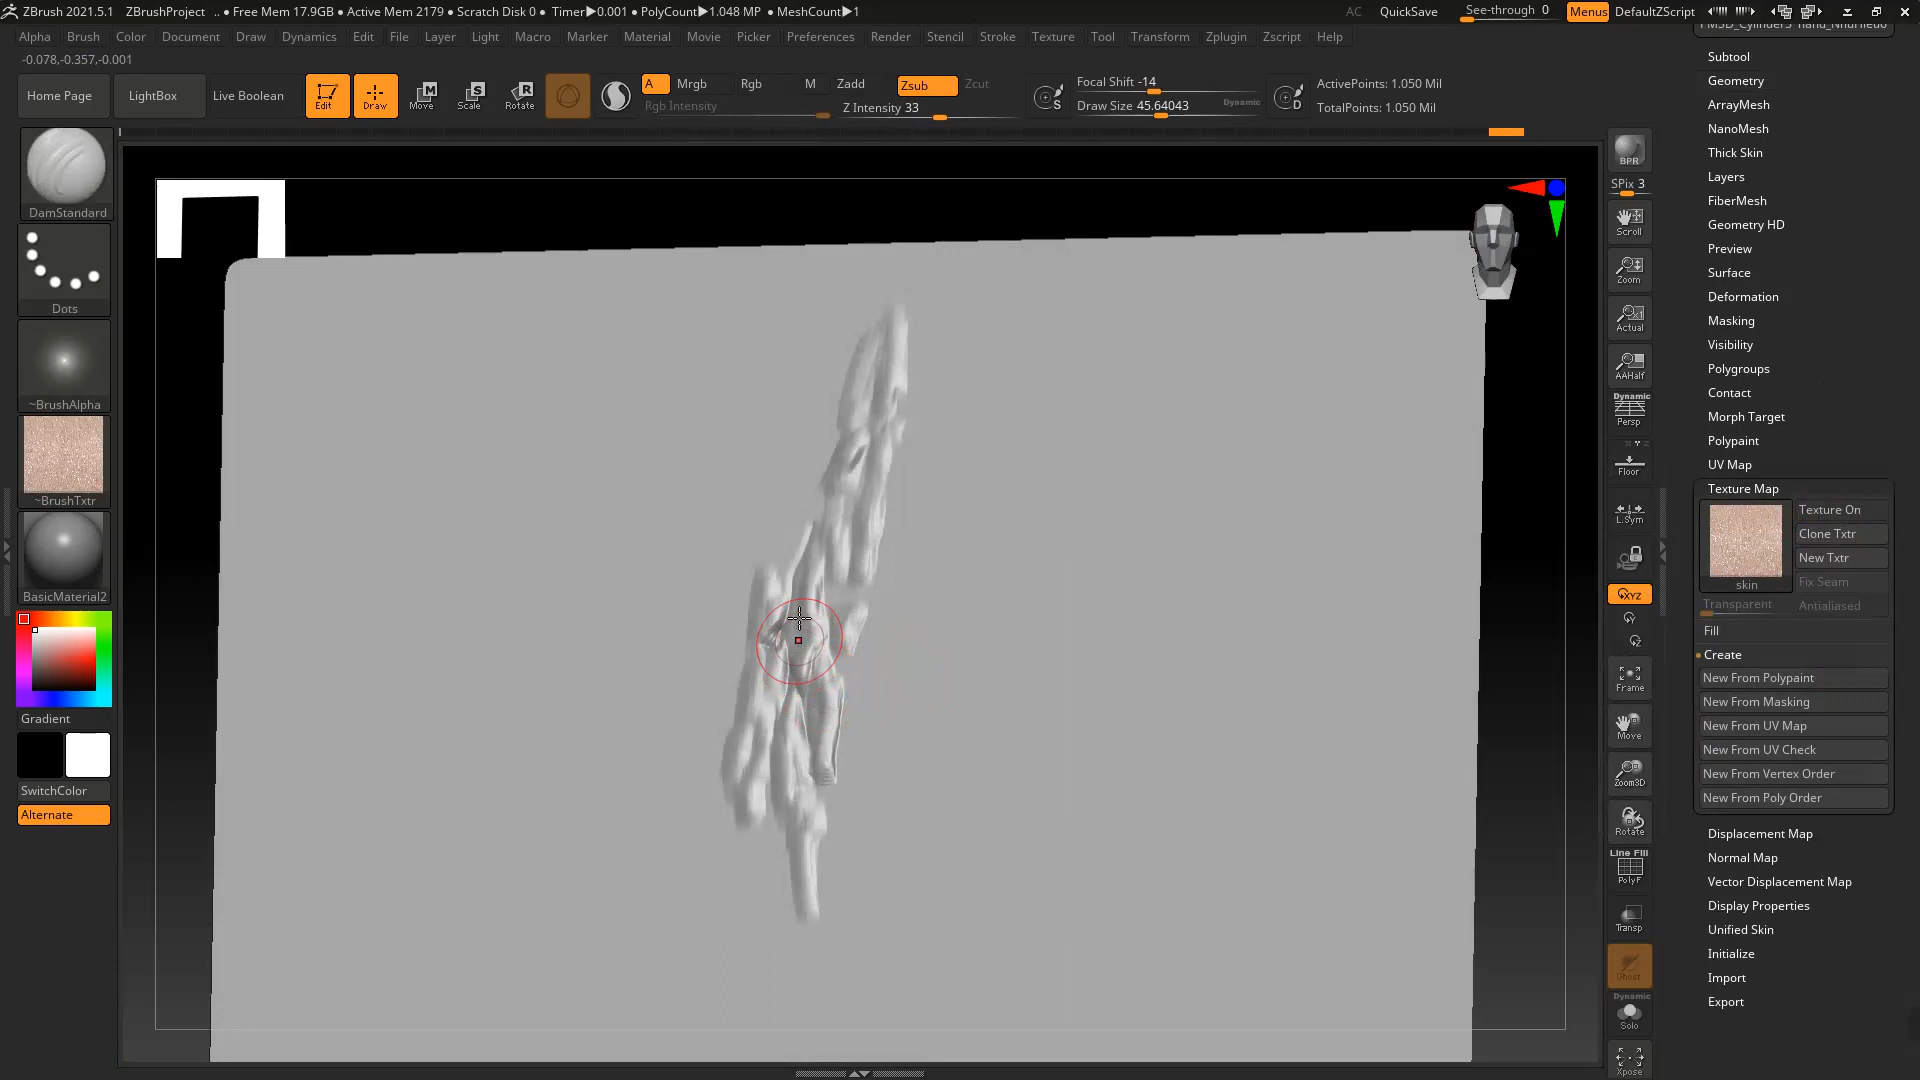 ZBrush 2021.5.1 ZBrushProject .. • Free Mem 17.9GB • Active Mem 2179 • Scratch Disk 0 • Timer▶0.001 • PolyCount▶1.048 MP • MeshCount▶1 AC QuickSave See-through 0 Menus DefaultZScript
Alpha Brush Color Document Draw Dynamics Edit File Layer Light Macro Marker Material Movie Picker Preferences Render Stencil Stroke Texture Tool Transform Zplugin Zscript Help
-0.078,-0.357,-0.001
Home Page LightBox Live Boolean
Edit Draw Move Scale Rotate
A Mrgb Rgb M Zadd Zsub Zcut
Rgb Intensity Z Intensity 33
Focal Shift -14
Draw Size 45.64043 Dynamic
S D
ActivePoints: 1.050 Mil
TotalPoints: 1.050 Mil
DamStandard
Dots
~BrushAlpha
~BrushTxtr
BasicMaterial2
Gradient
SwitchColor
Alternate
BPR
SPix 3
Scroll
Zoom
Actual
AAHalf
Dynamic
Persp
Floor
L.Sym
XYZ
Frame
Move
Zoom3D
Rotate
Line Fill
PolyF
Transp
Ghost
Dynamic
Solo
Xpose
Subtool
Geometry
ArrayMesh
NanoMesh
Thick Skin
Layers
FiberMesh
Geometry HD
Preview
Surface
Deformation
Masking
Visibility
Polygroups
Contact
Morph Target
Polypaint
UV Map
Texture Map
skin
Texture On
Clone Txtr
New Txtr
Fix Seam
Transparent Antialiased
Fill
Create
New From Polypaint
New From Masking
New From UV Map
New From UV Check
New From Vertex Order
New From Poly Order
Displacement Map
Normal Map
Vector Displacement Map
Display Properties
Unified Skin
Initialize
Import
Export